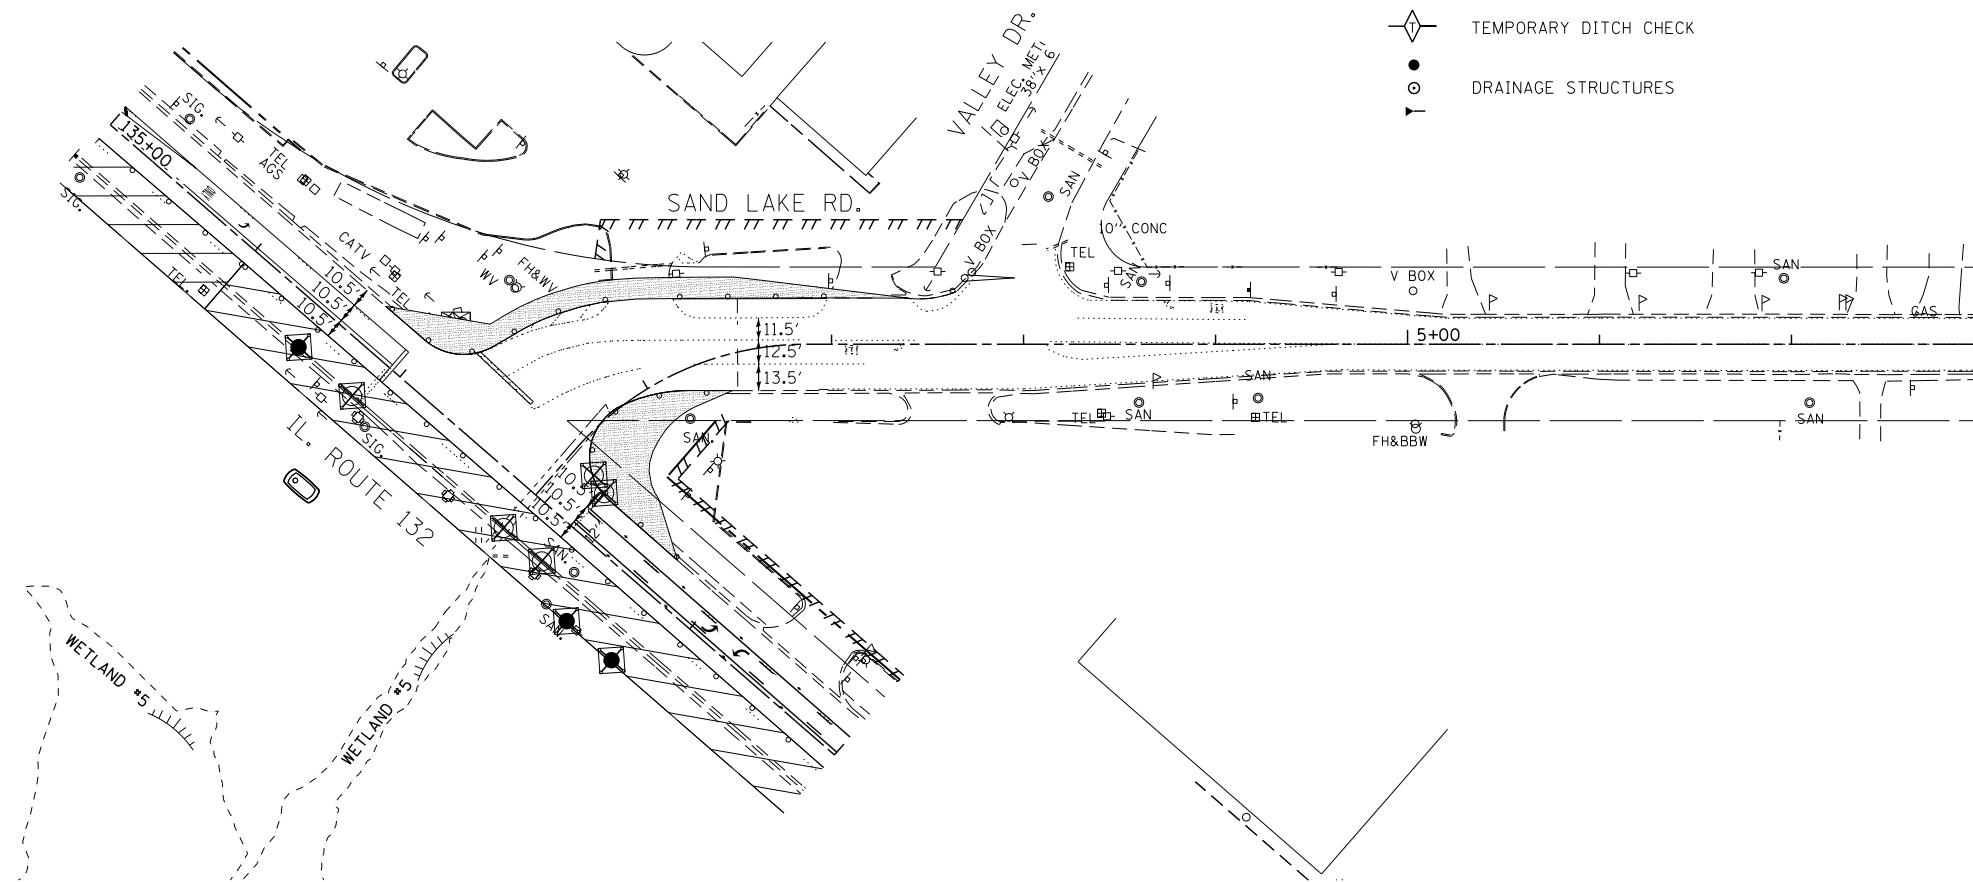 TEMPORARY DITCH CHECK
T
DRAINAGE STRUCTURES
VALLEY DR.
ELEC. MET.
38"X 6'
V BOX
SAN
SIG.
135+00
TEL
AGS
SIG.
SAND LAKE RD.
10" CONC
V BOX
TEL
SAN
CATV
FH&WV
WV
TEL
TEL.
V BOX
SAN
GAS
10.5'
10.5'
10.5'
11.5'
12.5'
13.5'
5+00
SAN
TEL
SAN
TEL
SAN
FH&BBW
SAN.
SIG.
IL. ROUTE 132
10.5'
10.5'
10.5'
2'
SAN.
SAN.
WETLAND #5
WETLAND #5